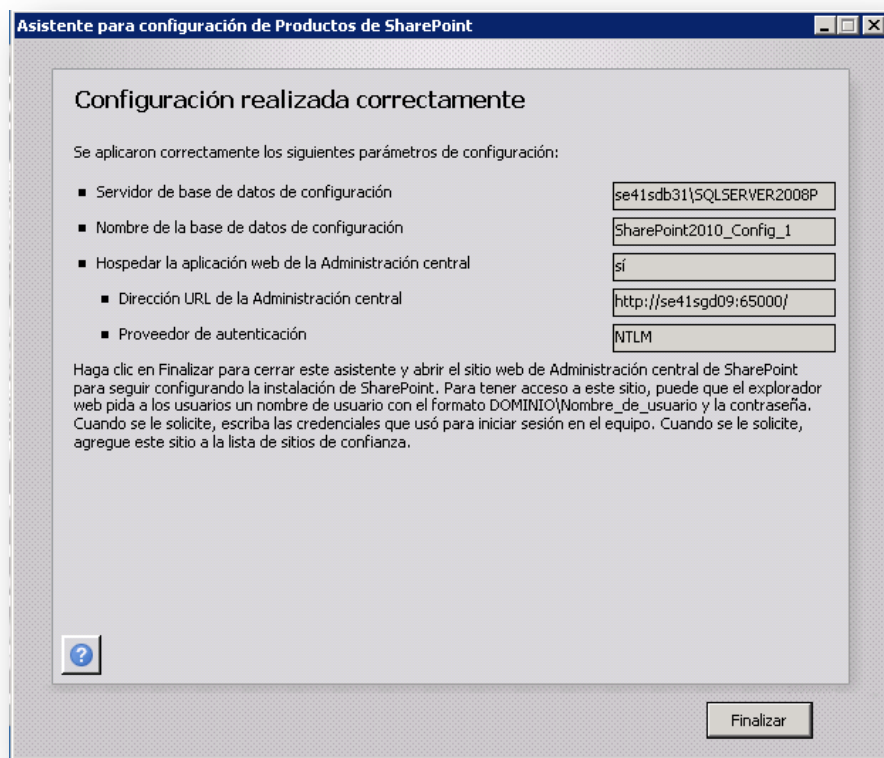 Asistente para configuración de Productos de SharePoint
Configuración realizada correctamente
Se aplicaron correctamente los siguientes parámetros de configuración:
Servidor de base de datos de configuración se41sdb31\SQLSERVER2008P
Nombre de la base de datos de configuración SharePoint2010_Config_1
Hospedar la aplicación web de la Administración central sí
Dirección URL de la Administración central http://se41sgd09:65000/
Proveedor de autenticación NTLM
Haga clic en Finalizar para cerrar este asistente y abrir el sitio web de Administración central de SharePoint
para seguir configurando la instalación de SharePoint. Para tener acceso a este sitio, puede que el explorador
web pida a los usuarios un nombre de usuario con el formato DOMINIO\Nombre_de_usuario y la contraseña.
Cuando se le solicite, escriba las credenciales que usó para iniciar sesión en el equipo. Cuando se le solicite,
agregue este sitio a la lista de sitios de confianza.
?
Finalizar